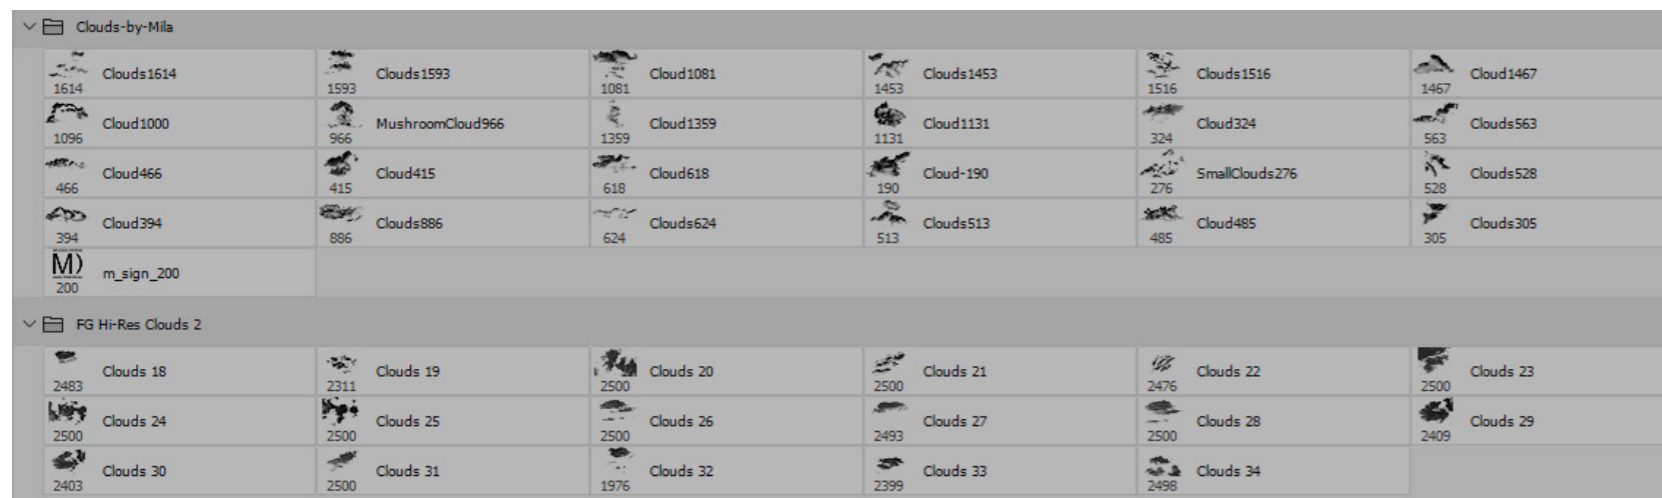 Clouds-by-Mila
Clouds1614 Clouds1593 Cloud1081 Clouds1453 Clouds1516 Cloud1467
1614 1593 1081 1453 1516 1467
Cloud1000 MushroomCloud966 Cloud1359 Cloud1131 Cloud324 Clouds563
1096 966 1359 1131 324 563
Cloud466 Cloud415 Cloud618 Cloud-190 SmallClouds276 Clouds528
466 415 618 190 276 528
Cloud394 Clouds886 Clouds624 Clouds513 Cloud485 Clouds305
394 886 624 513 485 305
M) m_sign_200
200
FG Hi-Res Clouds 2
Clouds 18 Clouds 19 Clouds 20 Clouds 21 Clouds 22 Clouds 23
2483 2311 2500 2500 2476 2500
Clouds 24 Clouds 25 Clouds 26 Clouds 27 Clouds 28 Clouds 29
2500 2500 2500 2493 2500 2409
Clouds 30 Clouds 31 Clouds 32 Clouds 33 Clouds 34
2403 2500 1976 2399 2498